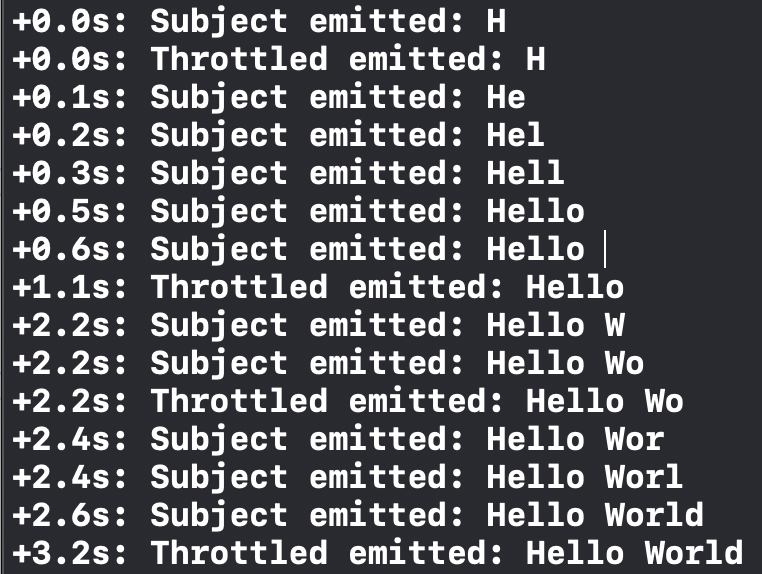 +0.0s: Subject emitted: H
+0.0s: Throttled emitted: H
+0.1s: Subject emitted: He
+0.2s: Subject emitted: Hel
+0.3s: Subject emitted: Hell
+0.5s: Subject emitted: Hello
+0.6s: Subject emitted: Hello
+1.1s: Throttled emitted: Hello
+2.2s: Subject emitted: Hello W
+2.2s: Subject emitted: Hello Wo
+2.2s: Throttled emitted: Hello Wo
+2.4s: Subject emitted: Hello Wor
+2.4s: Subject emitted: Hello Worl
+2.6s: Subject emitted: Hello World
+3.2s: Throttled emitted: Hello World